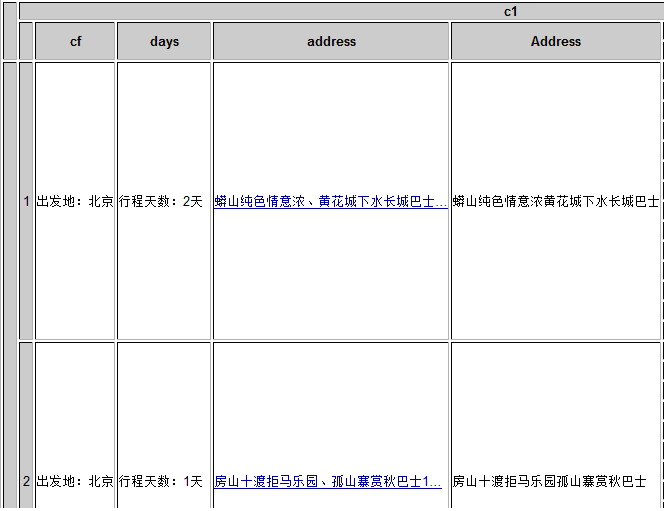 c1
cf days address Address
1 出发地：北京 行程天数：2天 蟒山纯色情意浓、黄花城下水长城巴士... 蟒山纯色情意浓黄花城下水长城巴士
2 出发地：北京 行程天数：1天 房山十渡拒马乐园、孤山寨赏秋巴士1... 房山十渡拒马乐园孤山寨赏秋巴士